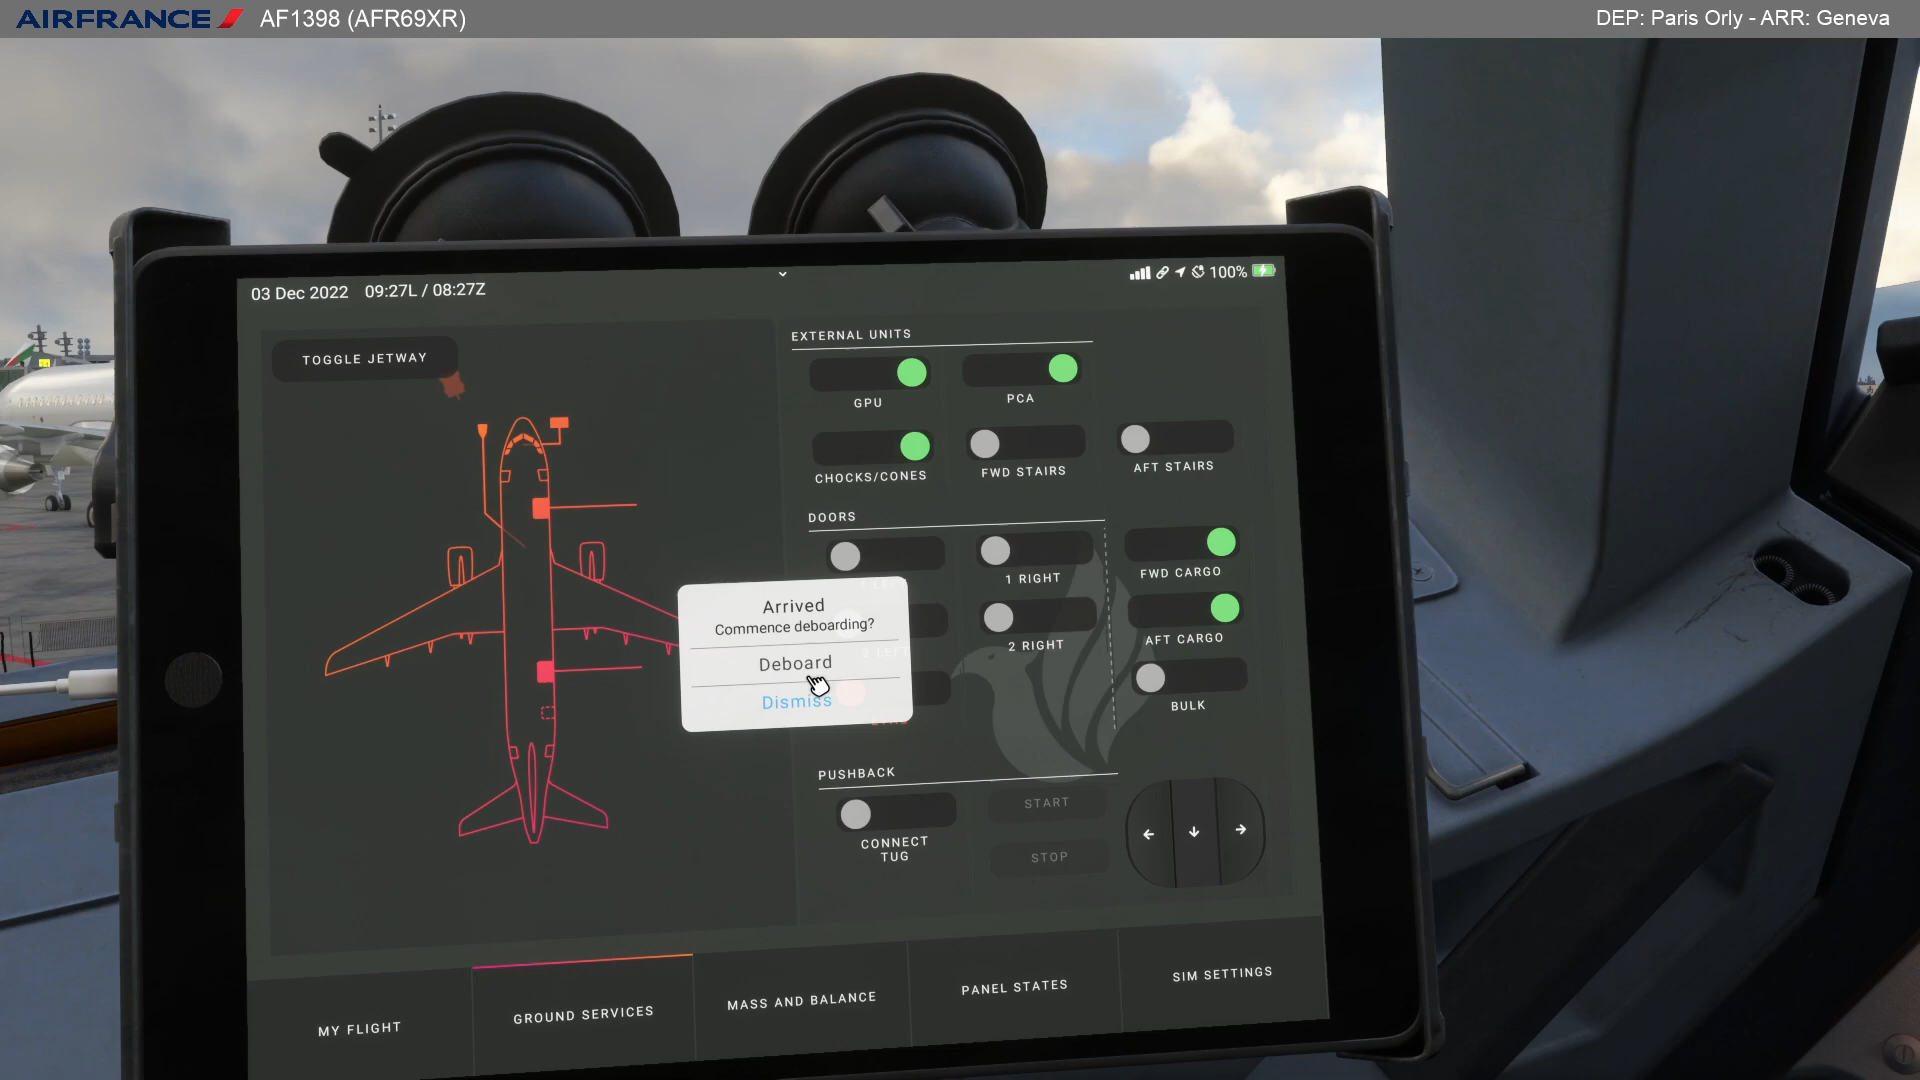 AIRFRANCE AF1398 (AFR69XR)
DEP: Paris Orly - ARR: Geneva
03 Dec 2022 09:27L / 08:27Z
100%
TOGGLE JETWAY
EXTERNAL UNITS
GPU
PCA
CHOCKS/CONES
FWD STAIRS
AFT STAIRS
DOORS
1 RIGHT
FWD CARGO
2 LEFT
2 RIGHT
AFT CARGO
BULK
Arrived
Commence deboarding?
Deboard
Dismiss
PUSHBACK
CONNECT
TUG
START
STOP
MY FLIGHT
GROUND SERVICES
MASS AND BALANCE
PANEL STATES
SIM SETTINGS